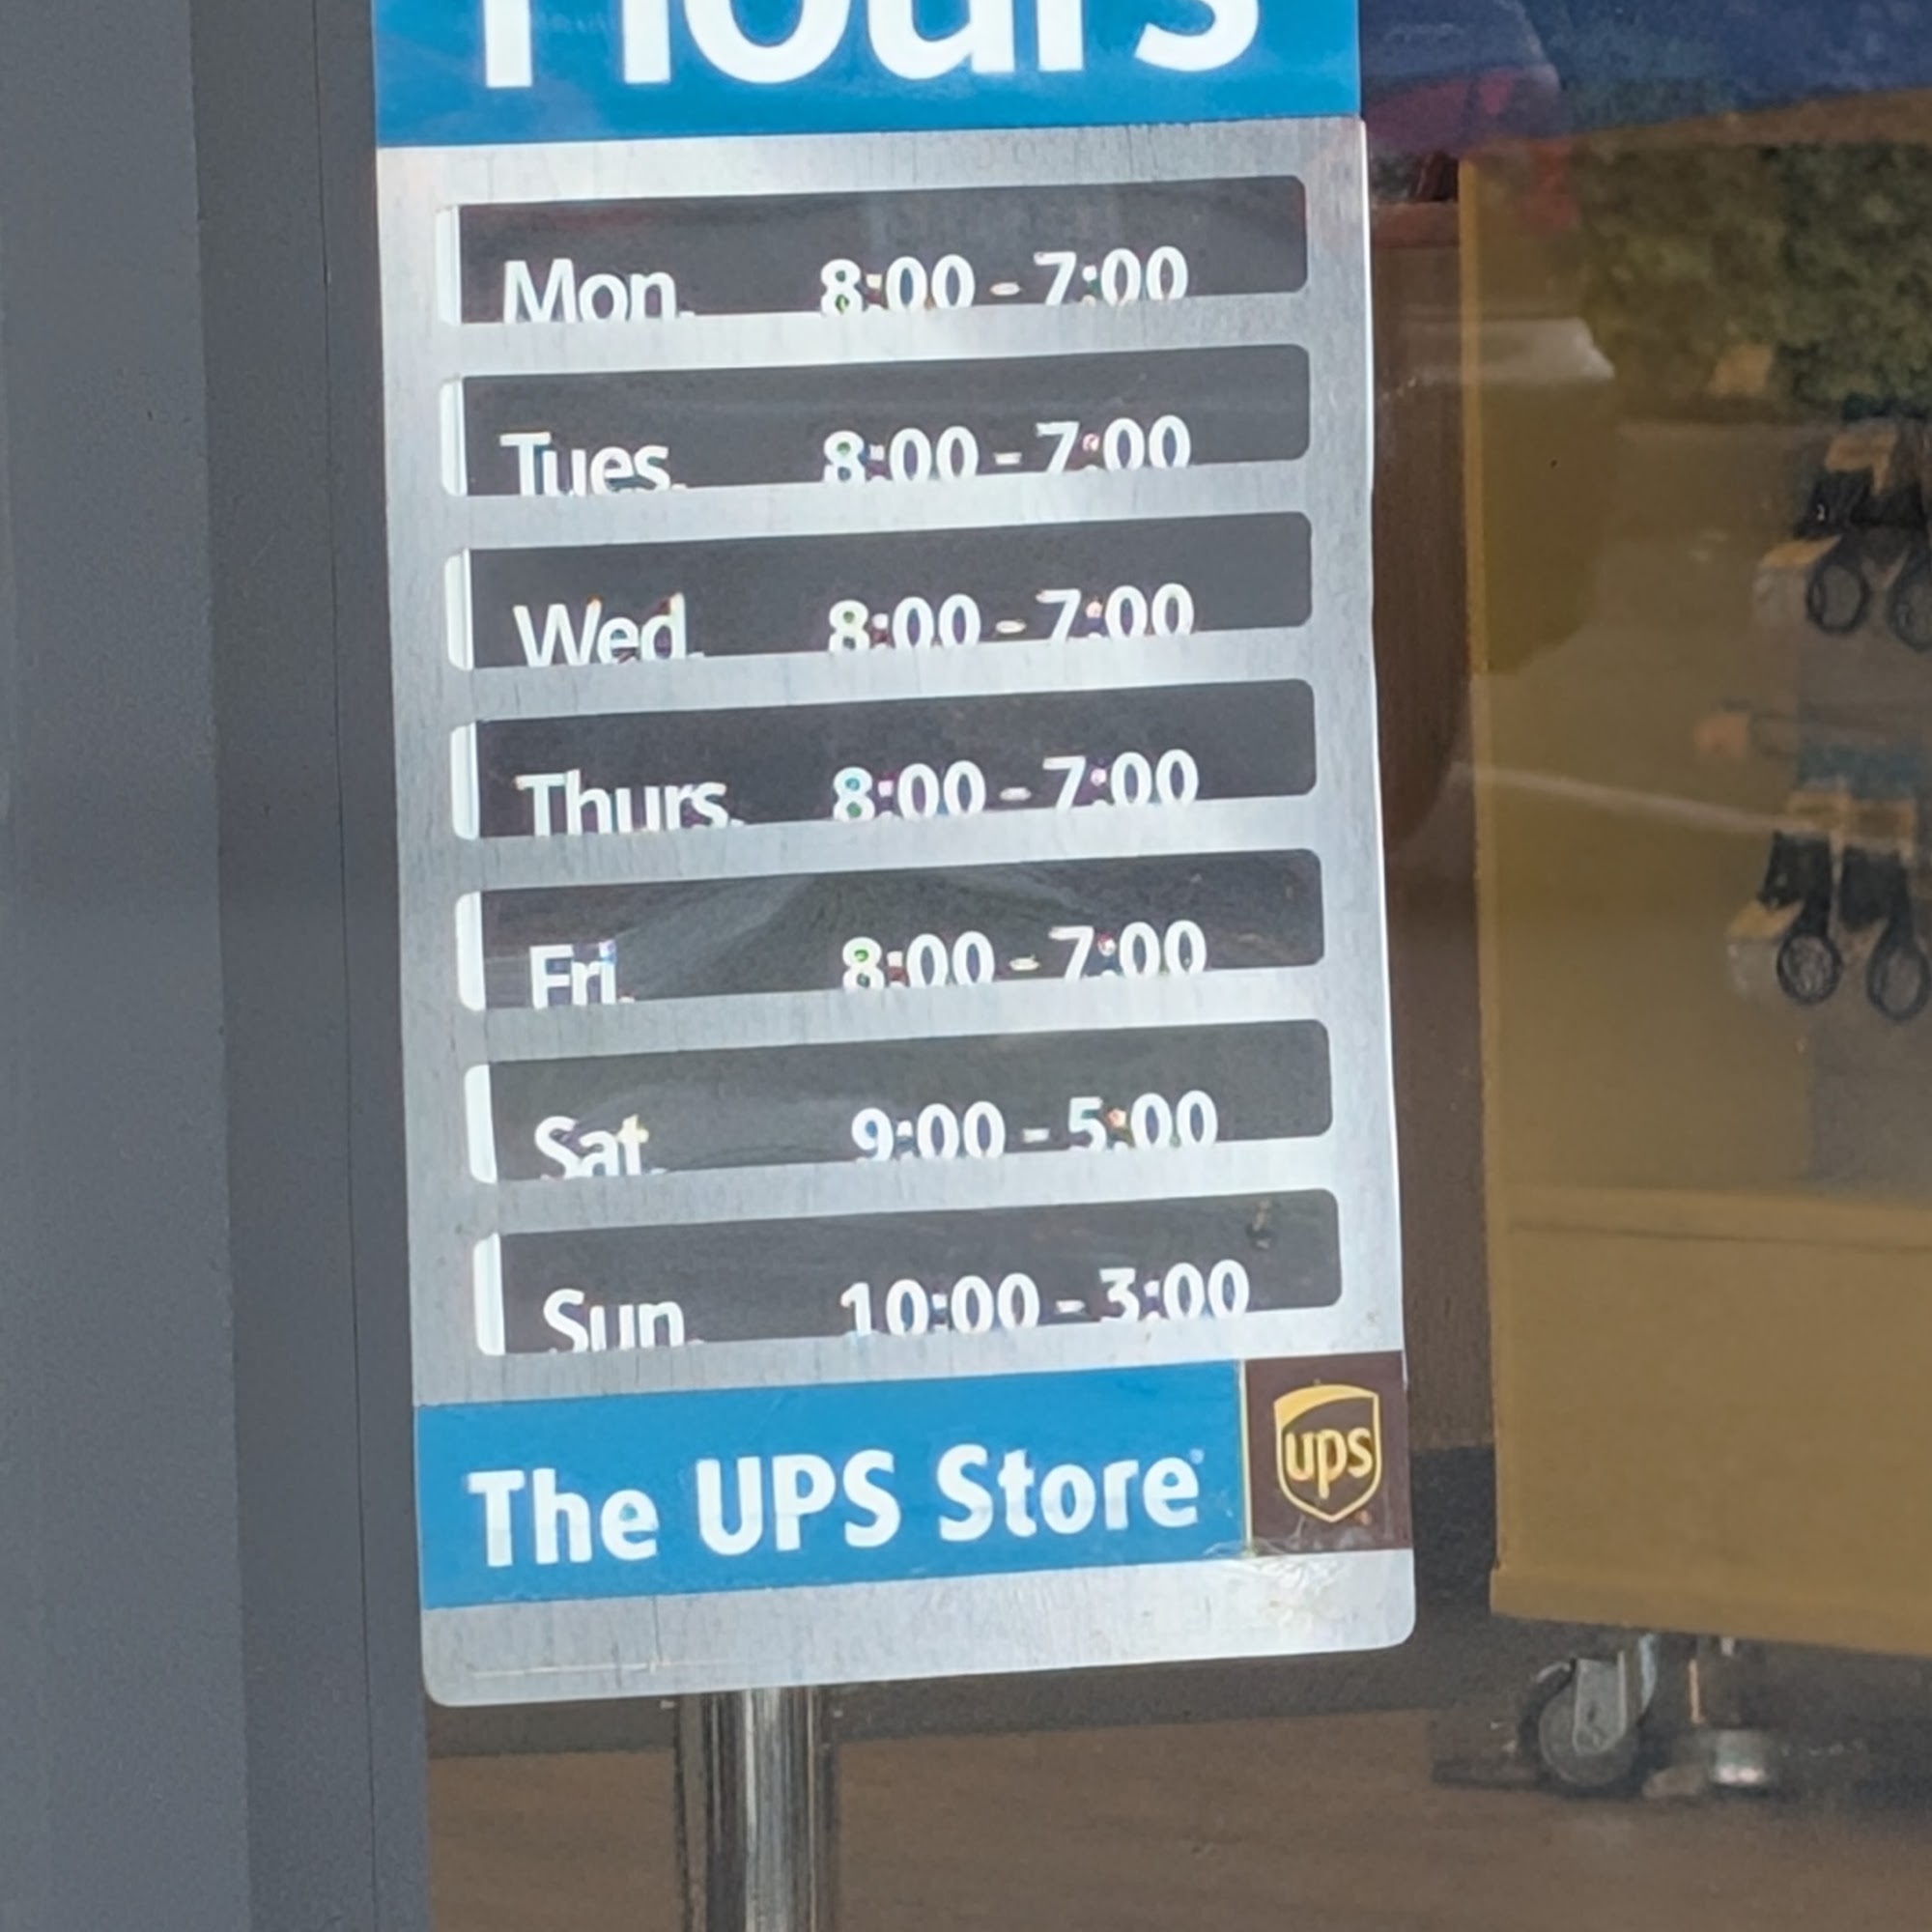 Hours
Mon. 8:00 - 7:00
Tues. 8:00 - 7:00
Wed. 8:00 - 7:00
Thurs. 8:00 - 7:00
Fri. 8:00 - 7:00
Sat. 9:00 - 5:00
Sun. 10:00 - 3:00
The UPS Store
ups